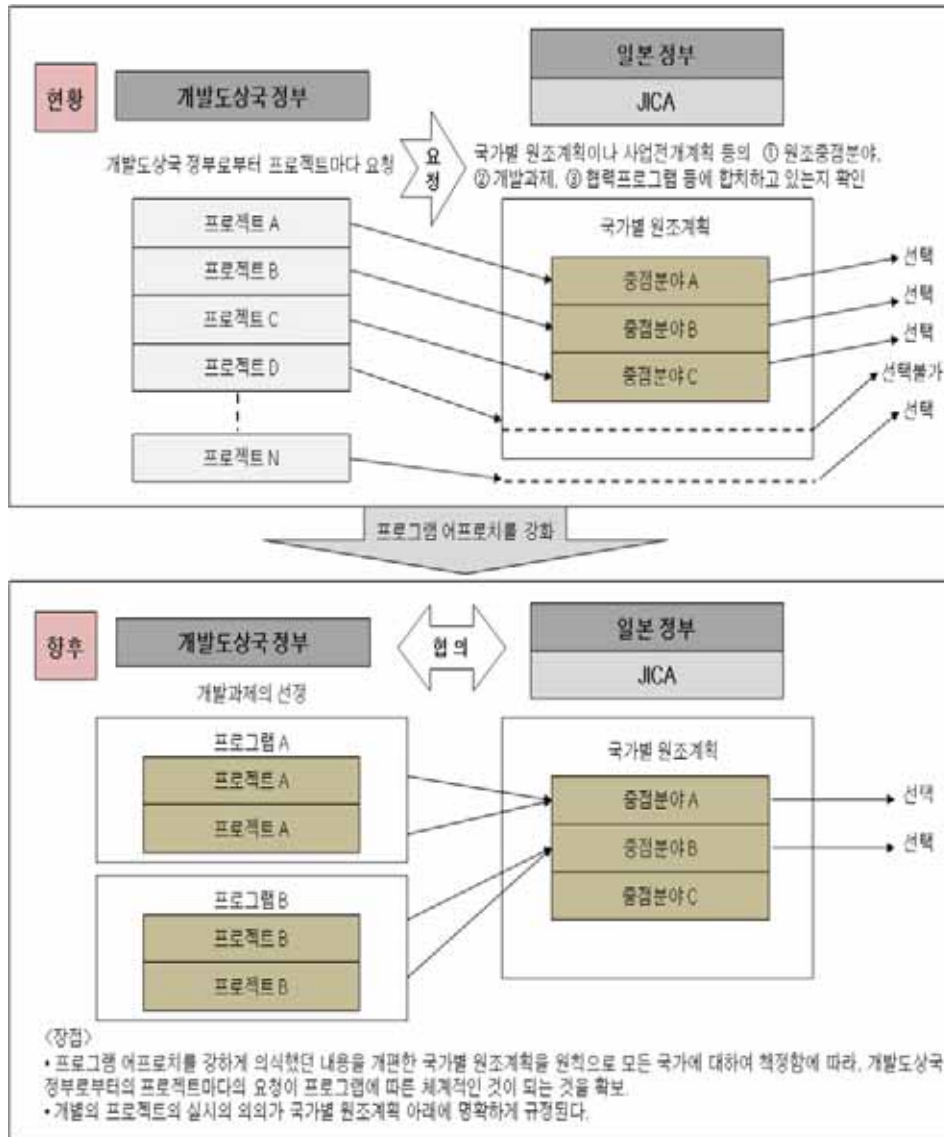 현황
개발도상국 정부
일본 정부
JICA
개발도상국 정부로부터 프로젝트마다 요청
요청
국가별 원조계획이나 사업전개계획 등의 ① 원조중점분야,
② 개발과제, ③ 협력프로그램 등에 합치하고 있는지 확인
프로젝트 A
프로젝트 B
프로젝트 C
프로젝트 D
프로젝트 N
국가별 원조계획
중점분야 A
중점분야 B
중점분야 C
선택
선택
선택
선택불가
선택
프로그램 어프로치를 강화
향후
개발도상국 정부
협의
일본 정부
JICA
개발과제의 선정
프로그램 A
프로젝트 A
프로젝트 A
프로그램 B
프로젝트 B
프로젝트 B
국가별 원조계획
중점분야 A
중점분야 B
중점분야 C
선택
선택
<장점>
• 프로그램 어프로치를 강하게 의식했던 내용을 개편한 국가별 원조계획을 원칙으로 모든 국가에 대하여 책정함에 따라, 개발도상국
정부로부터의 프로젝트마다의 요청이 프로그램에 따른 체계적인 것이 되는 것을 확보.
• 개별의 프로젝트의 실시의 의의가 국가별 원조계획 아래에 명확하게 규정된다.